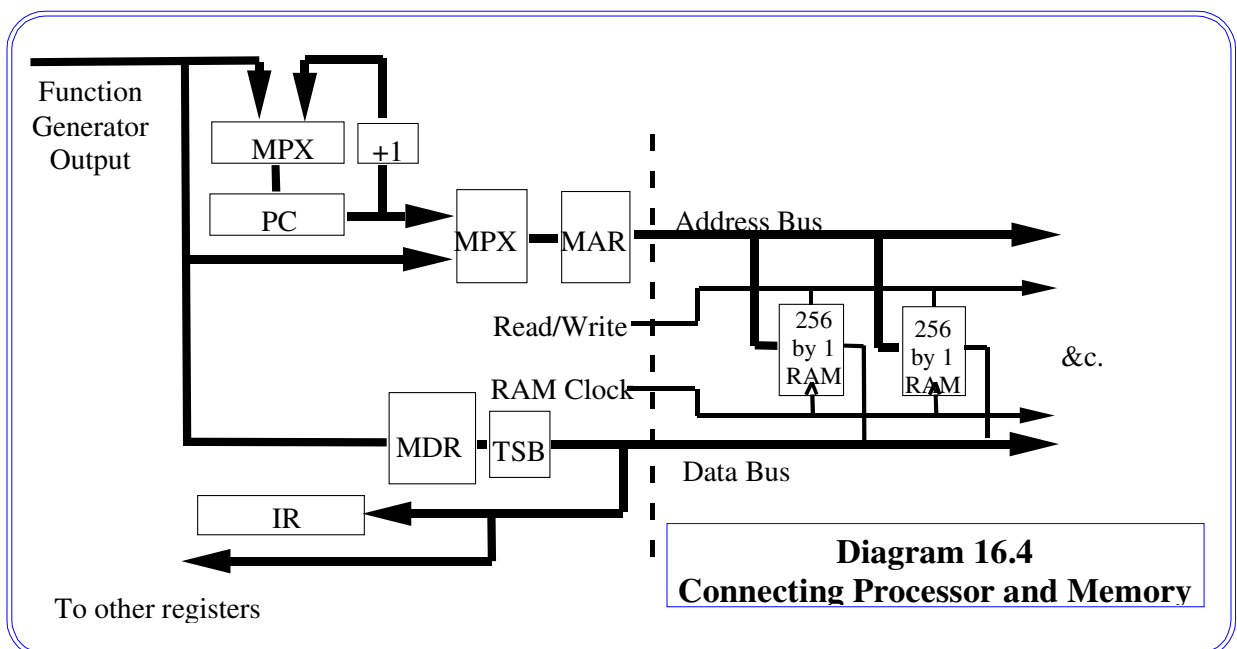 Function
Generator
Output
MPX
+1
PC
MPX
MAR
Address Bus
Read/Write
256
by 1
RAM
256
by 1
RAM
&c.
RAM Clock
MDR
TSB
Data Bus
IR
To other registers
Diagram 16.4
Connecting Processor and Memory